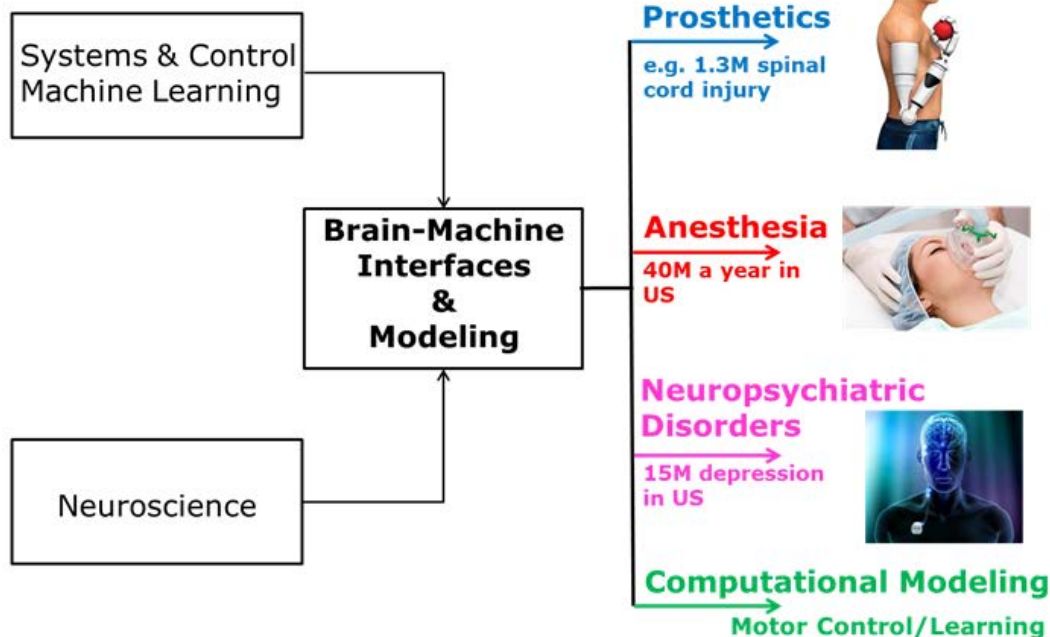 Systems & Control
Machine Learning
Neuroscience
Brain-Machine
Interfaces
&
Modeling
Prosthetics
e.g. 1.3M spinal
cord injury
Anesthesia
40M a year in
US
Neuropsychiatric
Disorders
15M depression
in US
Computational Modeling
Motor Control/Learning